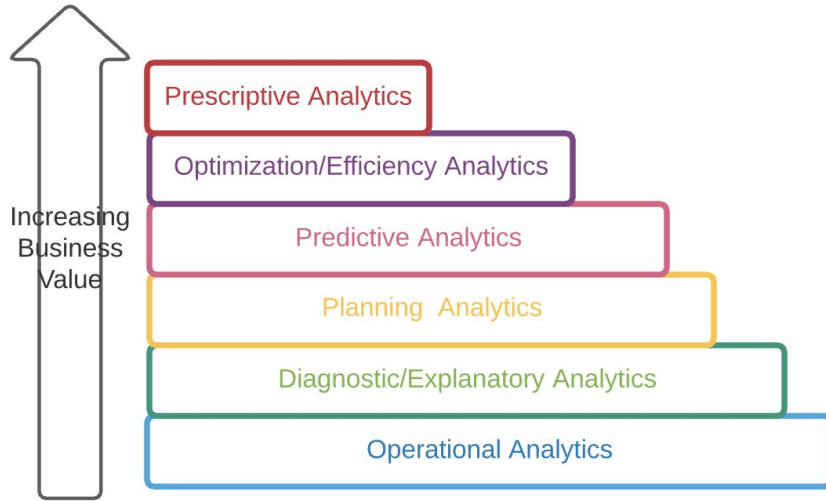 Prescriptive Analytics
Optimization/Efficiency Analytics
Increasing
Business
Value
Predictive Analytics
Planning  Analytics
Diagnostic/Explanatory Analytics
Operational Analytics